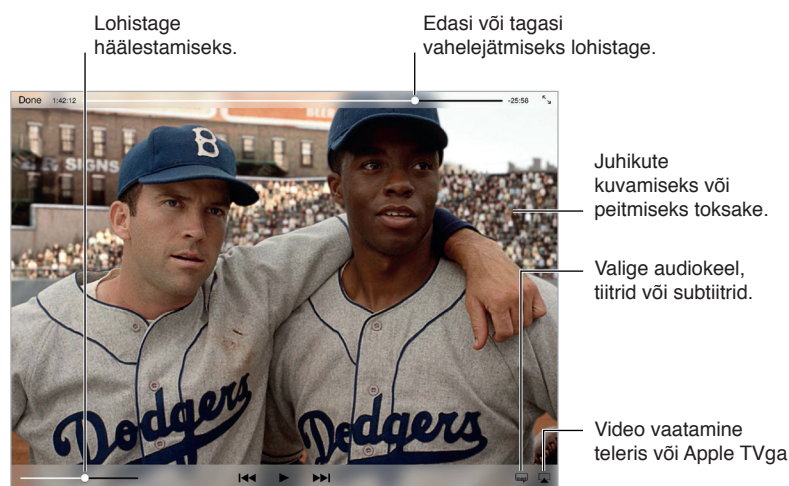 Lohistage
häälestamiseks.
Edasi või tagasi
vahelejätmiseks lohistage.
Done 1:42:12 -25:58
BEER
SIGNS
B
Juhikute
kuvamiseks või
peitmiseks toksake.
Valige audiokeel,
tiitrid või subtiitrid.
Dodgers
Dodgers
Video vaatamine
teleris või Apple TVga